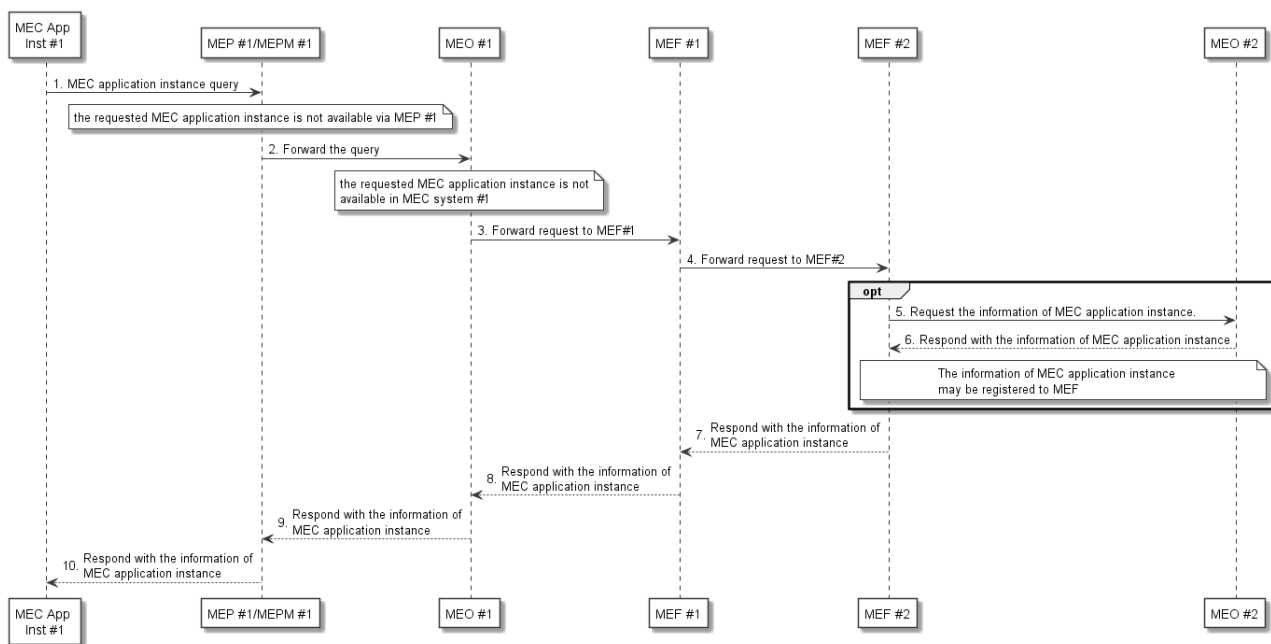 MEC App
Inst #1
MEP #1/MEPM #1
MEO #1
MEF #1
MEF #2
MEO #2
1. MEC application instance query
the requested MEC application instance is not available via MEP #1
2. Forward the query
the requested MEC application instance is not
available in MEC system #1
3. Forward request to MEF#1
4. Forward request to MEF#2
opt
5. Request the information of MEC application instance.
6. Respond with the information of MEC application instance
The information of MEC application instance
may be registered to MEF
7. Respond with the information of
MEC application instance
8. Respond with the information of
MEC application instance
9. Respond with the information of
MEC application instance
10. Respond with the information of
MEC application instance
MEC App
Inst #1
MEP #1/MEPM #1
MEO #1
MEF #1
MEF #2
MEO #2